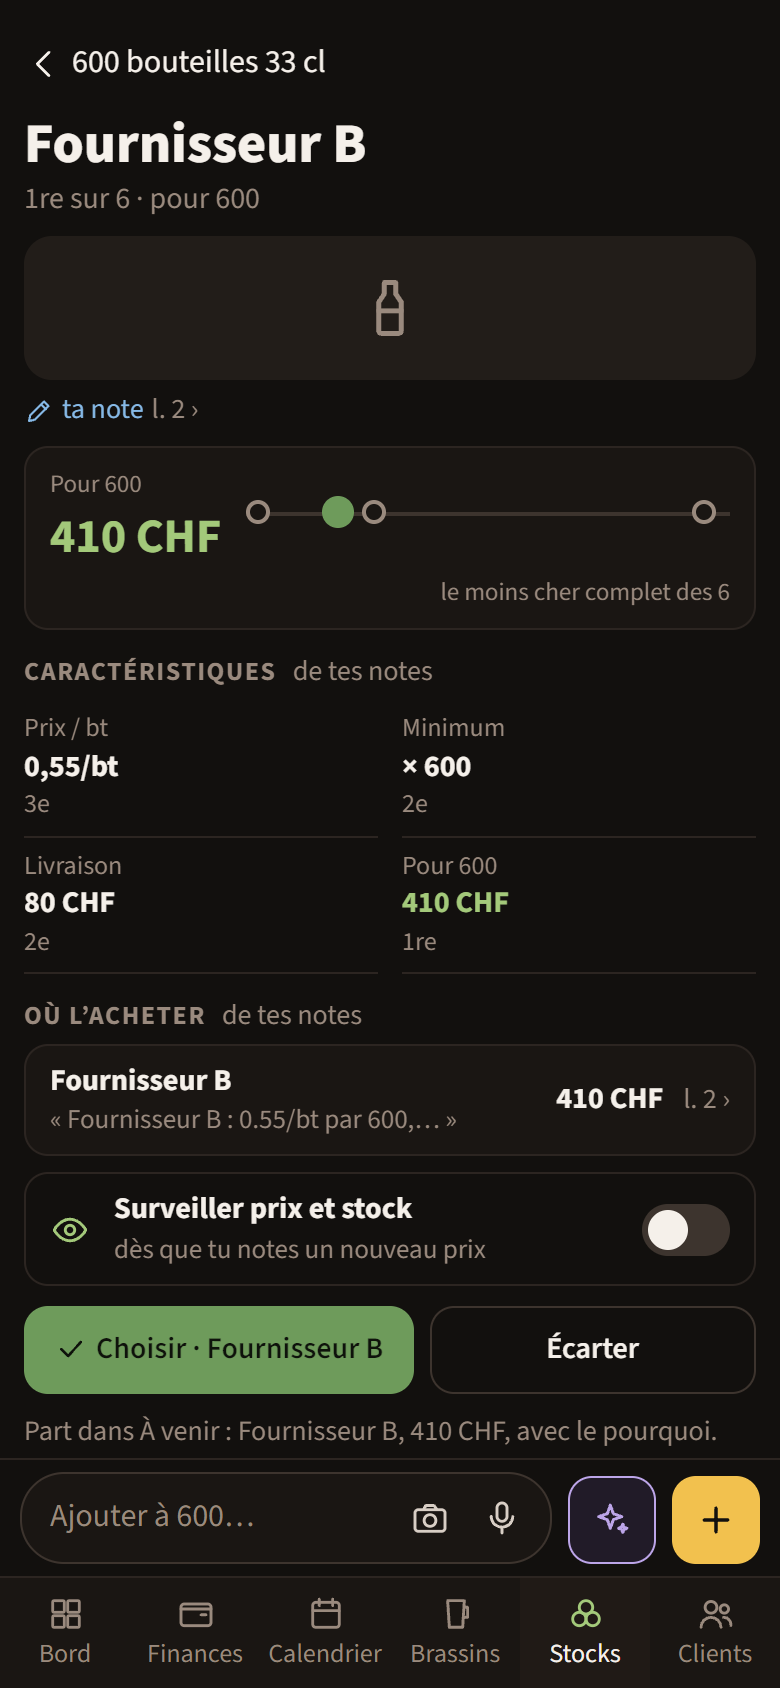 600 bouteilles 33 cl
Fournisseur B
1re sur 6 · pour 600
ta note l. 2 ›
Pour 600
410 CHF
le moins cher complet des 6
CARACTÉRISTIQUES de tes notes
Prix / bt
0,55/bt
3e
Minimum
× 600
2e
Livraison
80 CHF
2e
Pour 600
410 CHF
1re
OÙ L’ACHETER de tes notes
Fournisseur B
« Fournisseur B : 0.55/bt par 600,… »
410 CHF l. 2 ›
Surveiller prix et stock
dès que tu notes un nouveau prix
Choisir · Fournisseur B
Écarter
Part dans À venir : Fournisseur B, 410 CHF, avec le pourquoi.
Ajouter à 600…
Bord
Finances
Calendrier
Brassins
Stocks
Clients